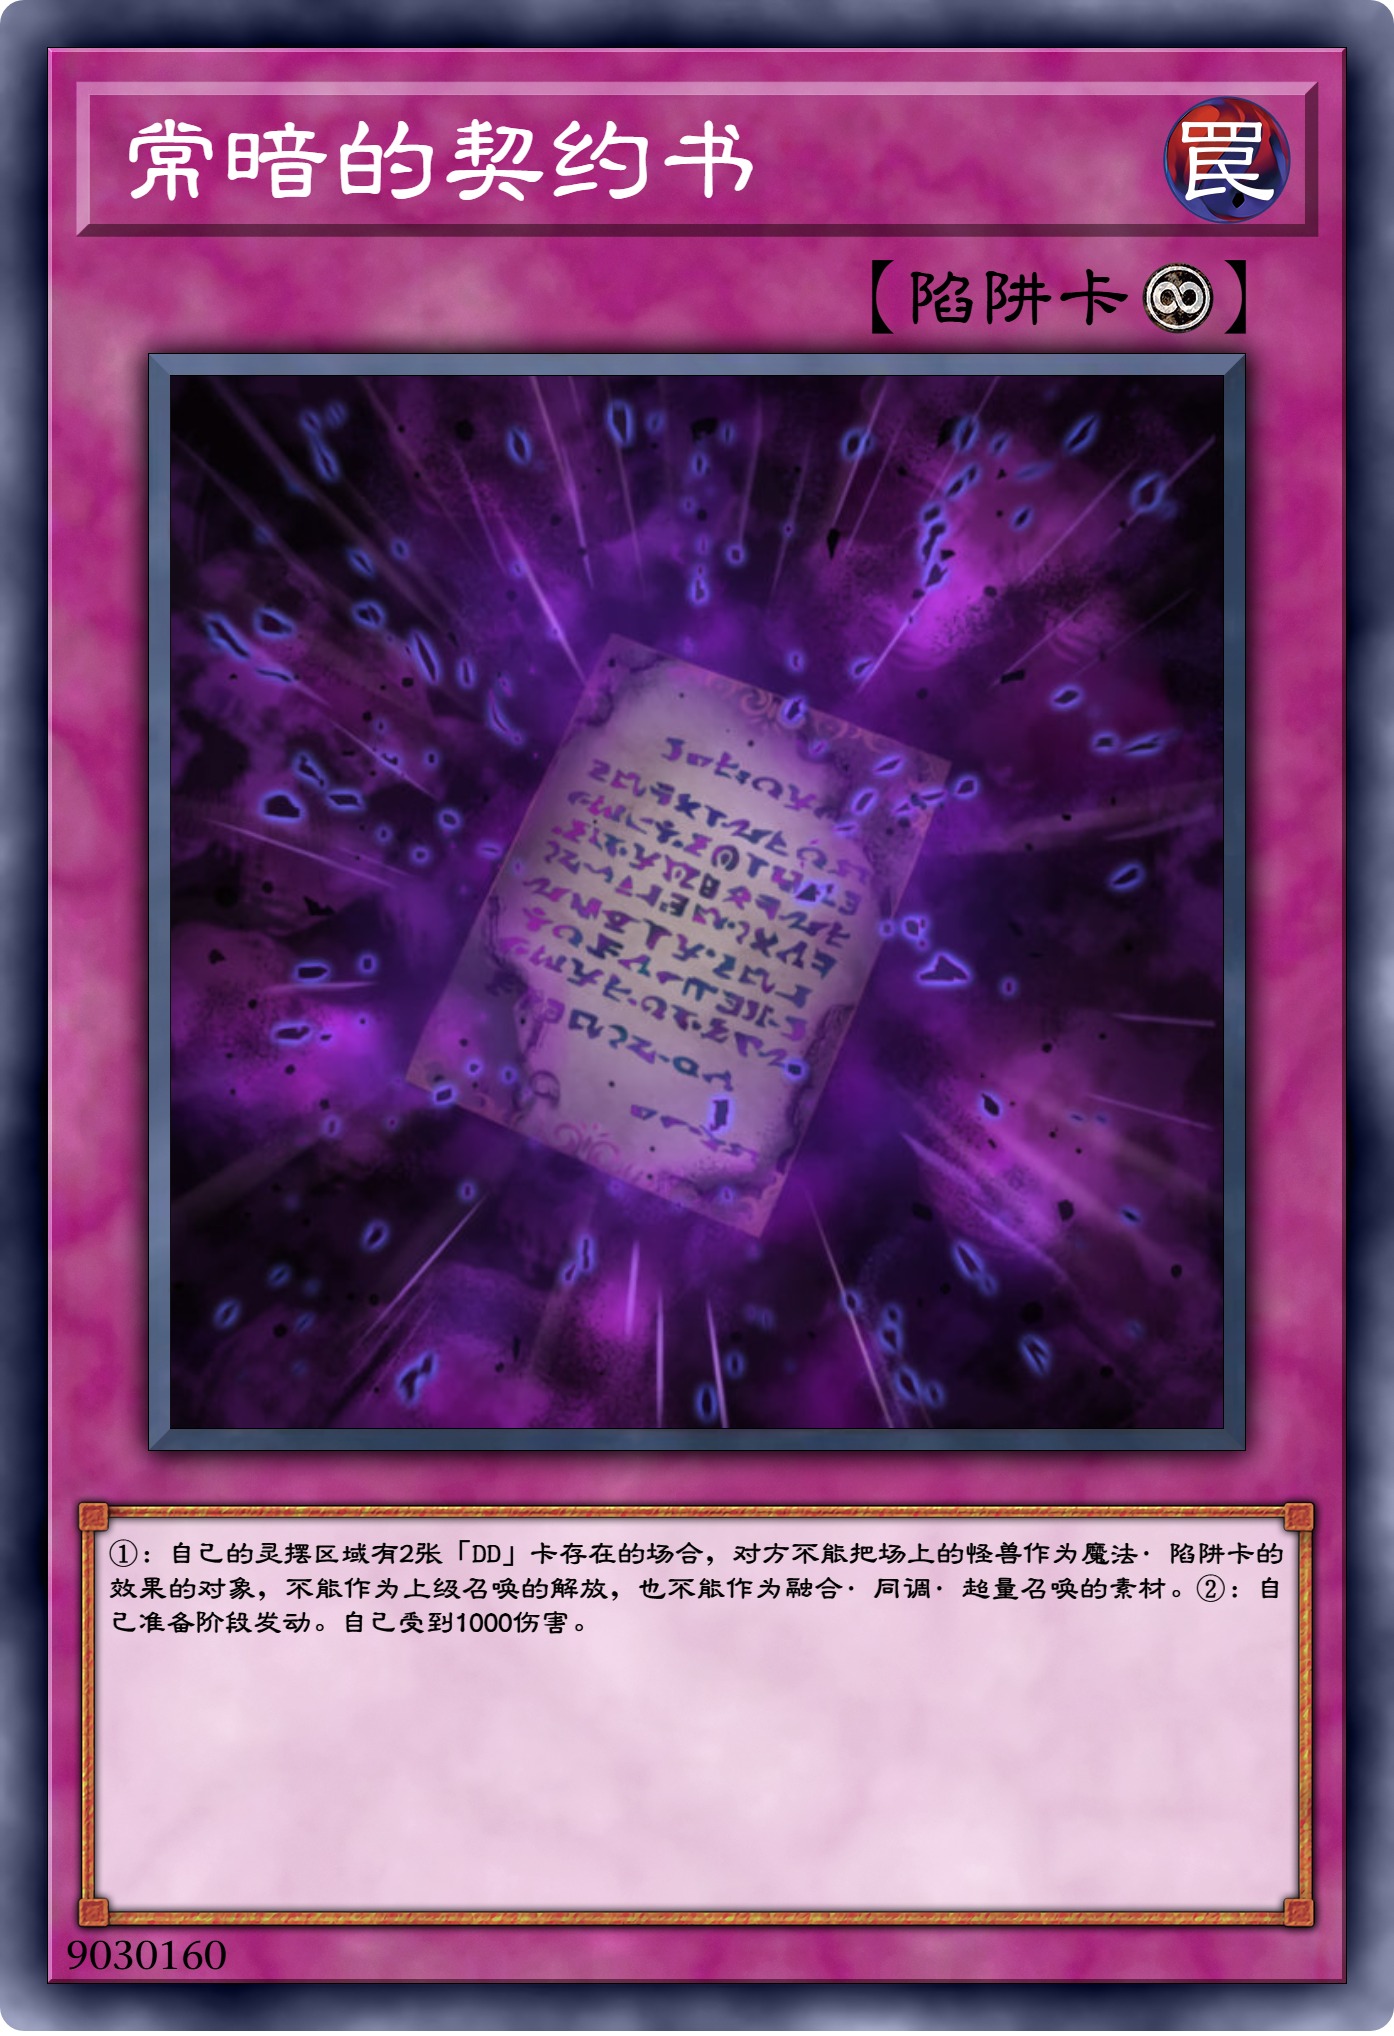 常暗的契约书
罠
【陷阱卡】
①：自己的灵摆区域有2张「DD」卡存在的场合，对方不能把场上的怪兽作为魔法·陷阱卡的
效果的对象，不能作为上级召唤的解放，也不能作为融合·同调·超量召唤的素材。②：自
己准备阶段发动。自己受到1000伤害。
9030160